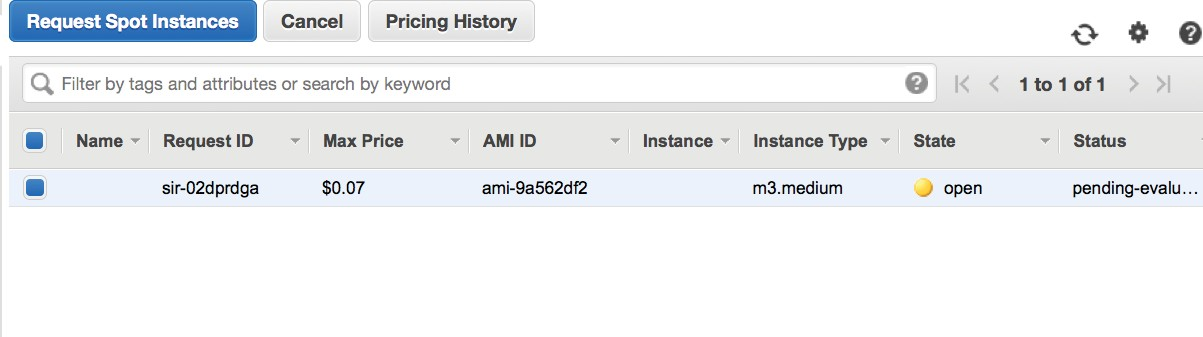 Request Spot Instances Cancel Pricing History
Filter by tags and attributes or search by keyword ? 1 to 1 of 1
Name Request ID Max Price AMI ID Instance Instance Type State Status
sir-02dprdga $0.07 ami-9a562df2 m3.medium open pending-evalu…